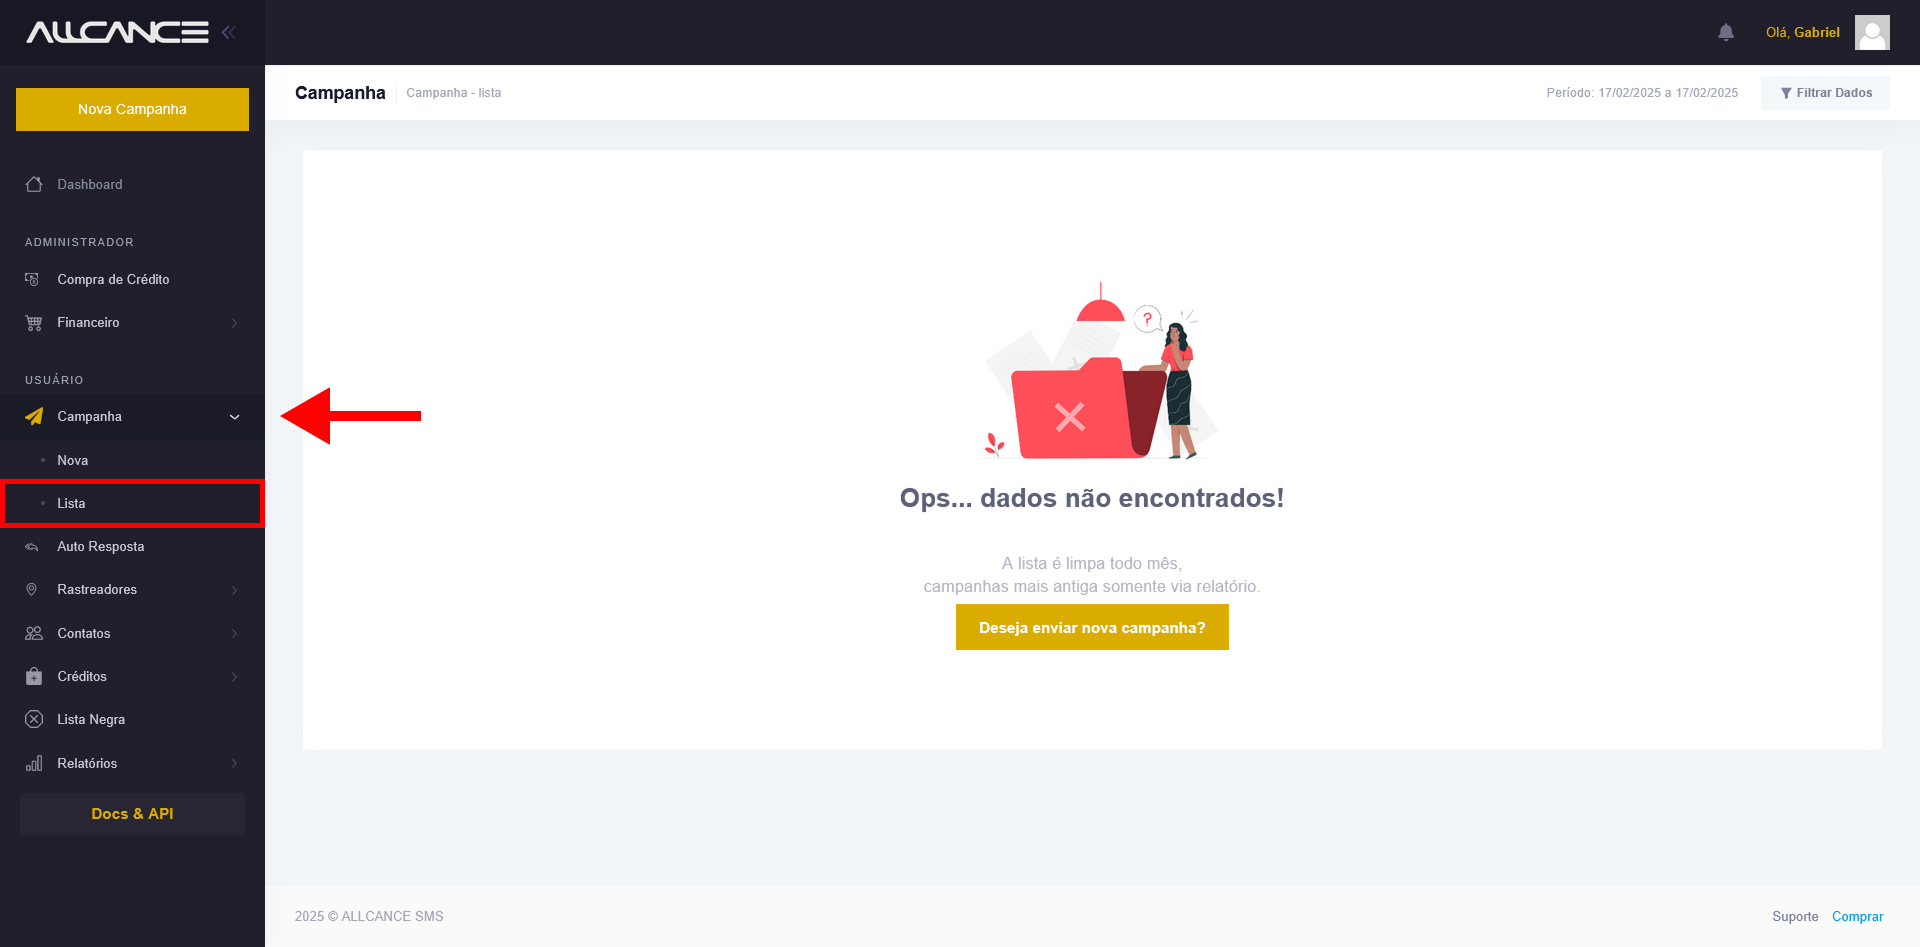 ALLCANCE
Olá, Gabriel
Nova Campanha
Campanha
Campanha - lista
Período: 17/02/2025 a 17/02/2025
Filtrar Dados
Dashboard
ADMINISTRADOR
Compra de Crédito
Financeiro
USUÁRIO
Campanha
Nova
Lista
Auto Resposta
Rastreadores
Contatos
Créditos
Lista Negra
Relatórios
Docs & API
?
Ops... dados não encontrados!
A lista é limpa todo mês,
campanhas mais antiga somente via relatório.
Deseja enviar nova campanha?
2025 © ALLCANCE SMS
Suporte
Comprar